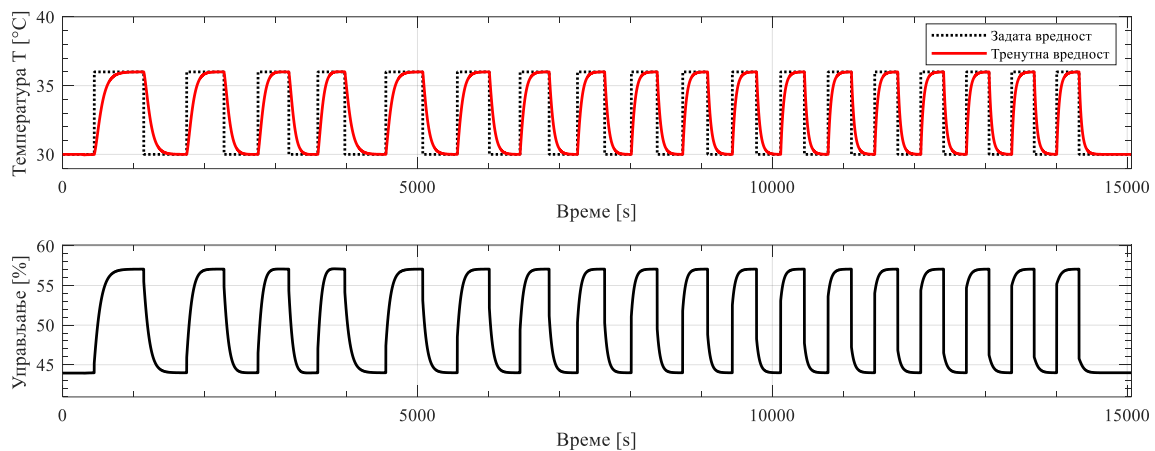 Температура T [°C]
40
35
30
Задата вредност
Тренутна вредност
0 5000 10000 15000
Време [s]
Управљање [%]
60
55
50
45
0 5000 10000 15000
Време [s]